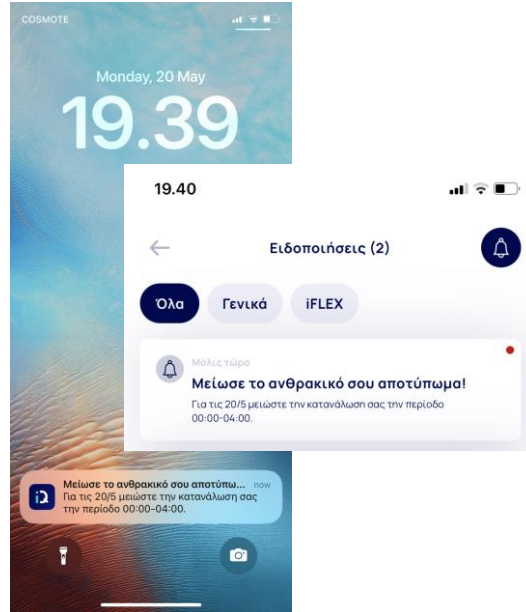 COSMOTE
Monday, 20 May
19.39
19.40
Ειδοποιήσεις (2)
Όλα
Γενικά
iFLEX
Μόλις τώρα
Μείωσε το ανθρακικό σου αποτύπωμα!
Για τις 20/5 μειώστε την κατανάλωση σας την περίοδο
00:00-04:00.
Μείωσε το ανθρακικό σου αποτύπω... now
Για τις 20/5 μειώστε την κατανάλωση σας
την περίοδο 00:00-04:00.